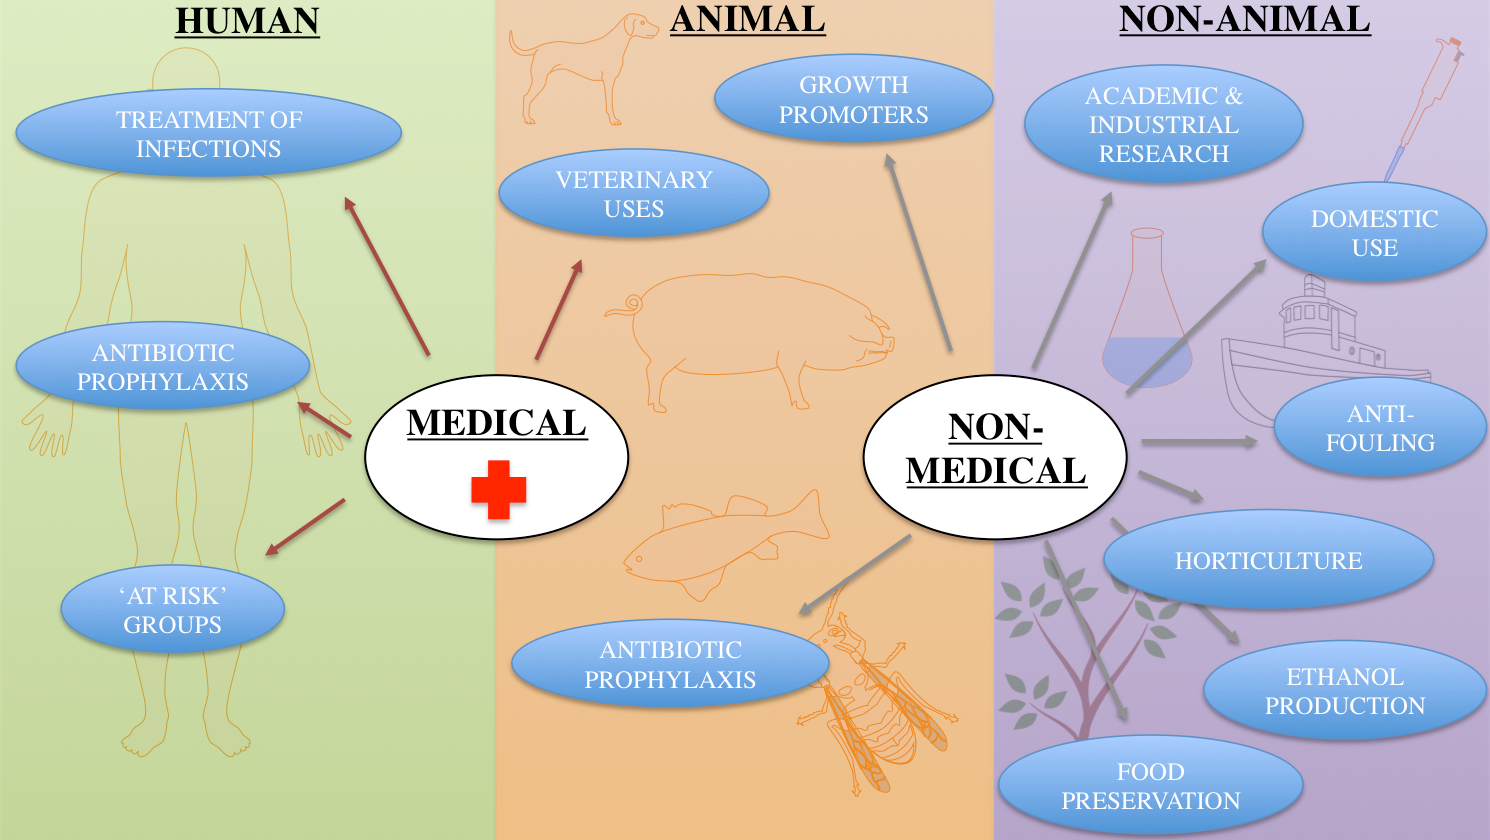 HUMAN
TREATMENT OF
INFECTIONS
ANTIBIOTIC
PROPHYLAXIS
‘AT RISK’
GROUPS
MEDICAL
ANIMAL
GROWTH
PROMOTERS
VETERINARY
USES
ANTIBIOTIC
PROPHYLAXIS
NON-
MEDICAL
NON-ANIMAL
ACADEMIC &
INDUSTRIAL
RESEARCH
DOMESTIC
USE
ANTI-
FOULING
HORTICULTURE
ETHANOL
PRODUCTION
FOOD
PRESERVATION